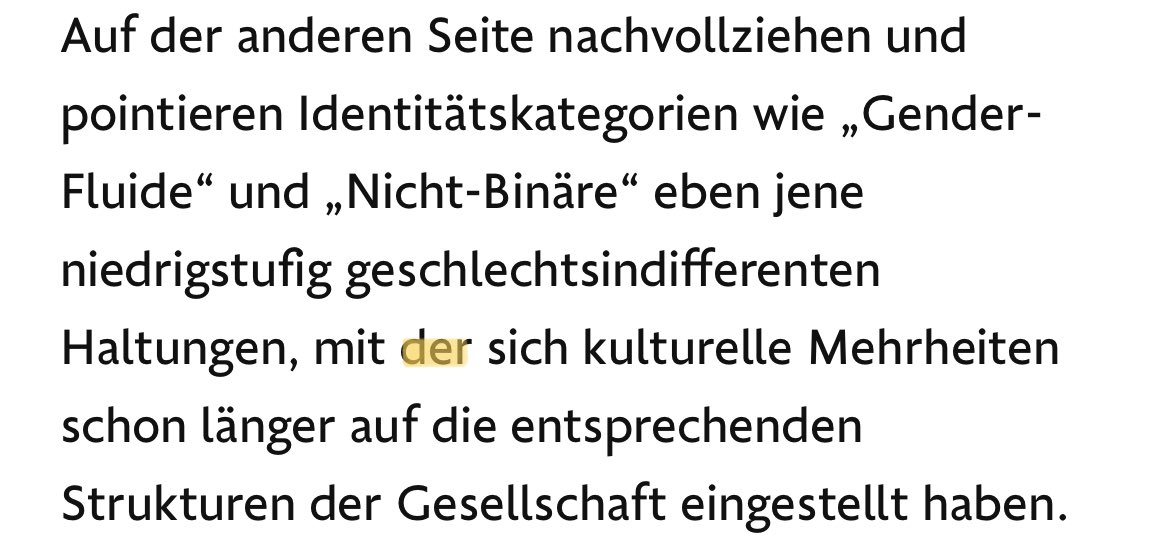 Auf der anderen Seite nachvollziehen und
pointieren Identitätskategorien wie „Gender-
Fluide“ und „Nicht-Binäre“ eben jene
niedrigstufig geschlechtsindifferenten
Haltungen, mit der sich kulturelle Mehrheiten
schon länger auf die entsprechenden
Strukturen der Gesellschaft eingestellt haben.